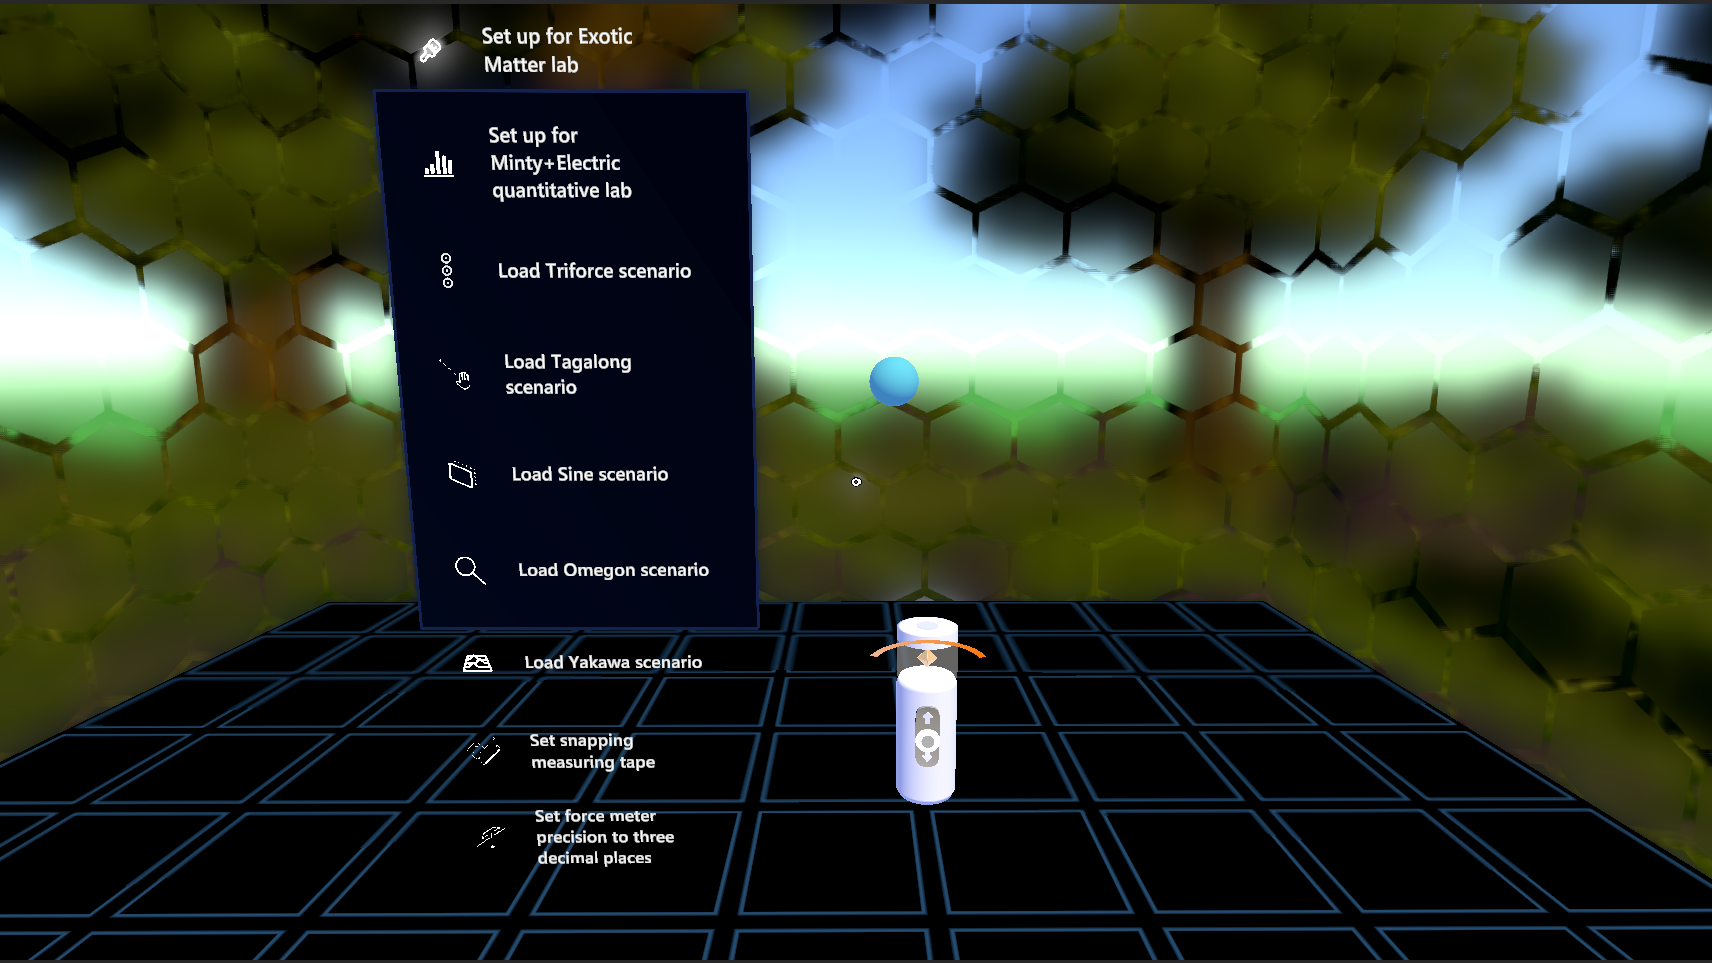 Set up for Exotic
Matter lab
Set up for
Minty+Electric
quantitative lab
Load Triforce scenario
Load Tagalong
scenario
Load Sine scenario
Load Omegon scenario
Load Yakawa scenario
Set snapping
measuring tape
Set force meter
precision to three
decimal places